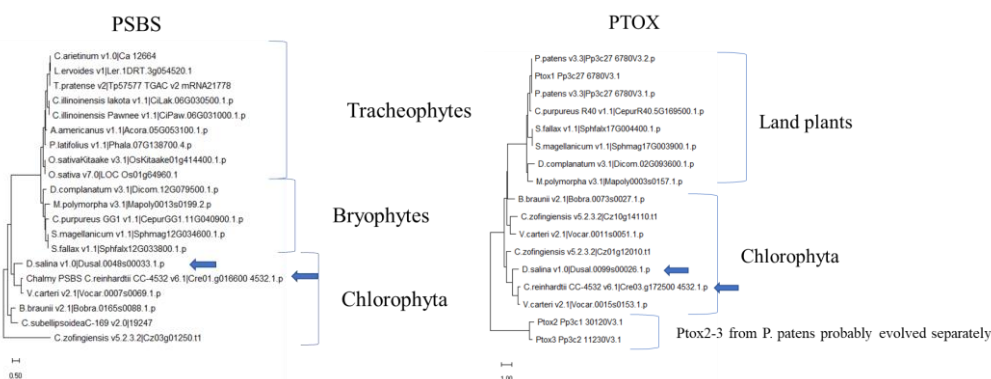 PSBS
C.arietinum v1.0|Ca 12664
L.ervoides v1|Ler.1DRT.3g054520.1
T.pratense v2|Tp57577 TGAC v2 mRNA21778
C.illinoinensis lakota v1.1|CiLak.06G030500.1.p
C.illinoinensis Pawnee v1.1|CiPaw.06G031000.1.p
A.americanus v1.1|Acora.05G053100.1.p
P.latifolius v1.1|Phala.07G138700.4.p
O.sativaKitaake v3.1|OsKitaake01g414400.1.p
O.sativa v7.0|LOC Os01g64960.1
D.complanatum v3.1|Dicom.12G079500.1.p
M.polymorpha v3.1|Mapoly0013s0199.2.p
C.purpureus GG1 v1.1|CepurGG1.11G040900.1.p
S.magellanicum v1.1|Sphmag12G034600.1.p
S.fallax v1.1|Sphfalx12G033800.1.p
D.salina v1.0|Dusal.0048s00033.1.p
Chalmy PSBS C.reinhardtii CC-4532 v6.1|Cre01.g016600 4532.1.p
V.carteri v2.1|Vocar.0007s0069.1.p
B.braunii v2.1|Bobra.0165s0088.1.p
C.subellipsoideaC-169 v2.0|19247
C.zofingiensis v5.2.3.2|Cz03g01250.t1
0.50
Tracheophytes
Bryophytes
Chlorophyta
PTOX
P.patens v3.3|Pp3c27 6780V3.2.p
Ptox1 Pp3c27 6780V3.1
P.patens v3.3|Pp3c27 6780V3.1.p
C.purpureus R40 v1.1|CepurR40.5G169500.1.p
S.fallax v1.1|Sphfalx17G004400.1.p
S.magellanicum v1.1|Sphmag17G003900.1.p
D.complanatum v3.1|Dicom.02G093600.1.p
M.polymorpha v3.1|Mapoly0003s0157.1.p
B.braunii v2.1|Bobra.0073s0027.1.p
C.zofingiensis v5.2.3.2|Cz10g14110.t1
V.carteri v2.1|Vocar.0011s0051.1.p
C.zofingiensis v5.2.3.2|Cz01g12010.t1
D.salina v1.0|Dusal.0099s00026.1.p
C.reinhardtii CC-4532 v6.1|Cre03.g172500 4532.1.p
V.carteri v2.1|Vocar.0015s0153.1.p
Ptox2 Pp3c1 30120V3.1
Ptox3 Pp3c2 11230V3.1
1.00
Land plants
Chlorophyta
Ptox2-3 from P. patens probably evolved separately